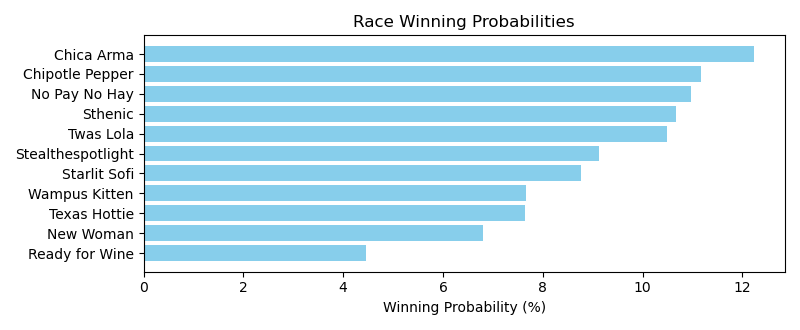 Race Winning Probabilities
Chica Arma
Chipotle Pepper
No Pay No Hay
Sthenic
Twas Lola
Stealthespotlight
Starlit Sofi
Wampus Kitten
Texas Hottie
New Woman
Ready for Wine
0 2 4 6 8 10 12
Winning Probability (%)